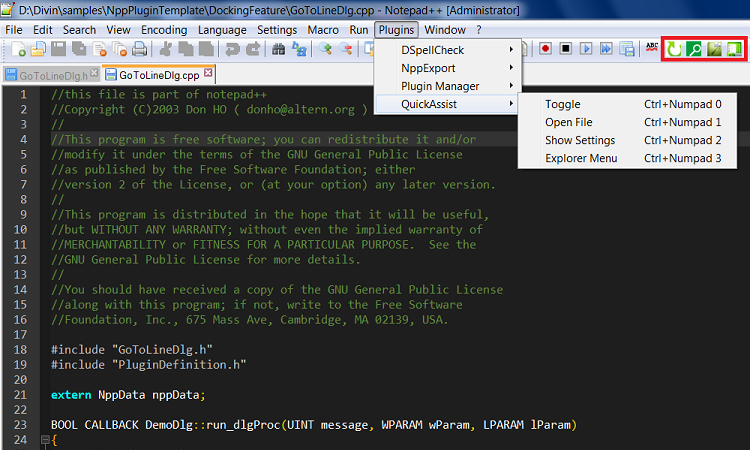 D:\Divin\samples\NppPluginTemplate\DockingFeature\GoToLineDlg.cpp - Notepad++ [Administrator]
File Edit Search View Encoding Language Settings Macro Run Plugins Window ?
ABC
DSpellCheck
NppExport
Plugin Manager
QuickAssist
Toggle Ctrl+Numpad 0
Open File Ctrl+Numpad 1
Show Settings Ctrl+Numpad 2
Explorer Menu Ctrl+Numpad 3
GoToLineDlg.h GoToLineDlg.cpp
1 //this file is part of notepad++
2 //Copyright (C)2003 Don HO ( donho@altern.org )
3 //
4 //This program is free software; you can redistribute it and/or
5 //modify it under the terms of the GNU General Public License
6 //as published by the Free Software Foundation; either
7 //version 2 of the License, or (at your option) any later version.
8 //
9 //This program is distributed in the hope that it will be useful,
10 //but WITHOUT ANY WARRANTY; without even the implied warranty of
11 //MERCHANTABILITY or FITNESS FOR A PARTICULAR PURPOSE.  See the
12 //GNU General Public License for more details.
13 //
14 //You should have received a copy of the GNU General Public License
15 //along with this program; if not, write to the Free Software
16 //Foundation, Inc., 675 Mass Ave, Cambridge, MA 02139, USA.
17
18 #include "GoToLineDlg.h"
19 #include "PluginDefinition.h"
20
21 extern NppData nppData;
22
23 BOOL CALLBACK DemoDlg::run_dlgProc(UINT message, WPARAM wParam, LPARAM lParam)
24 {